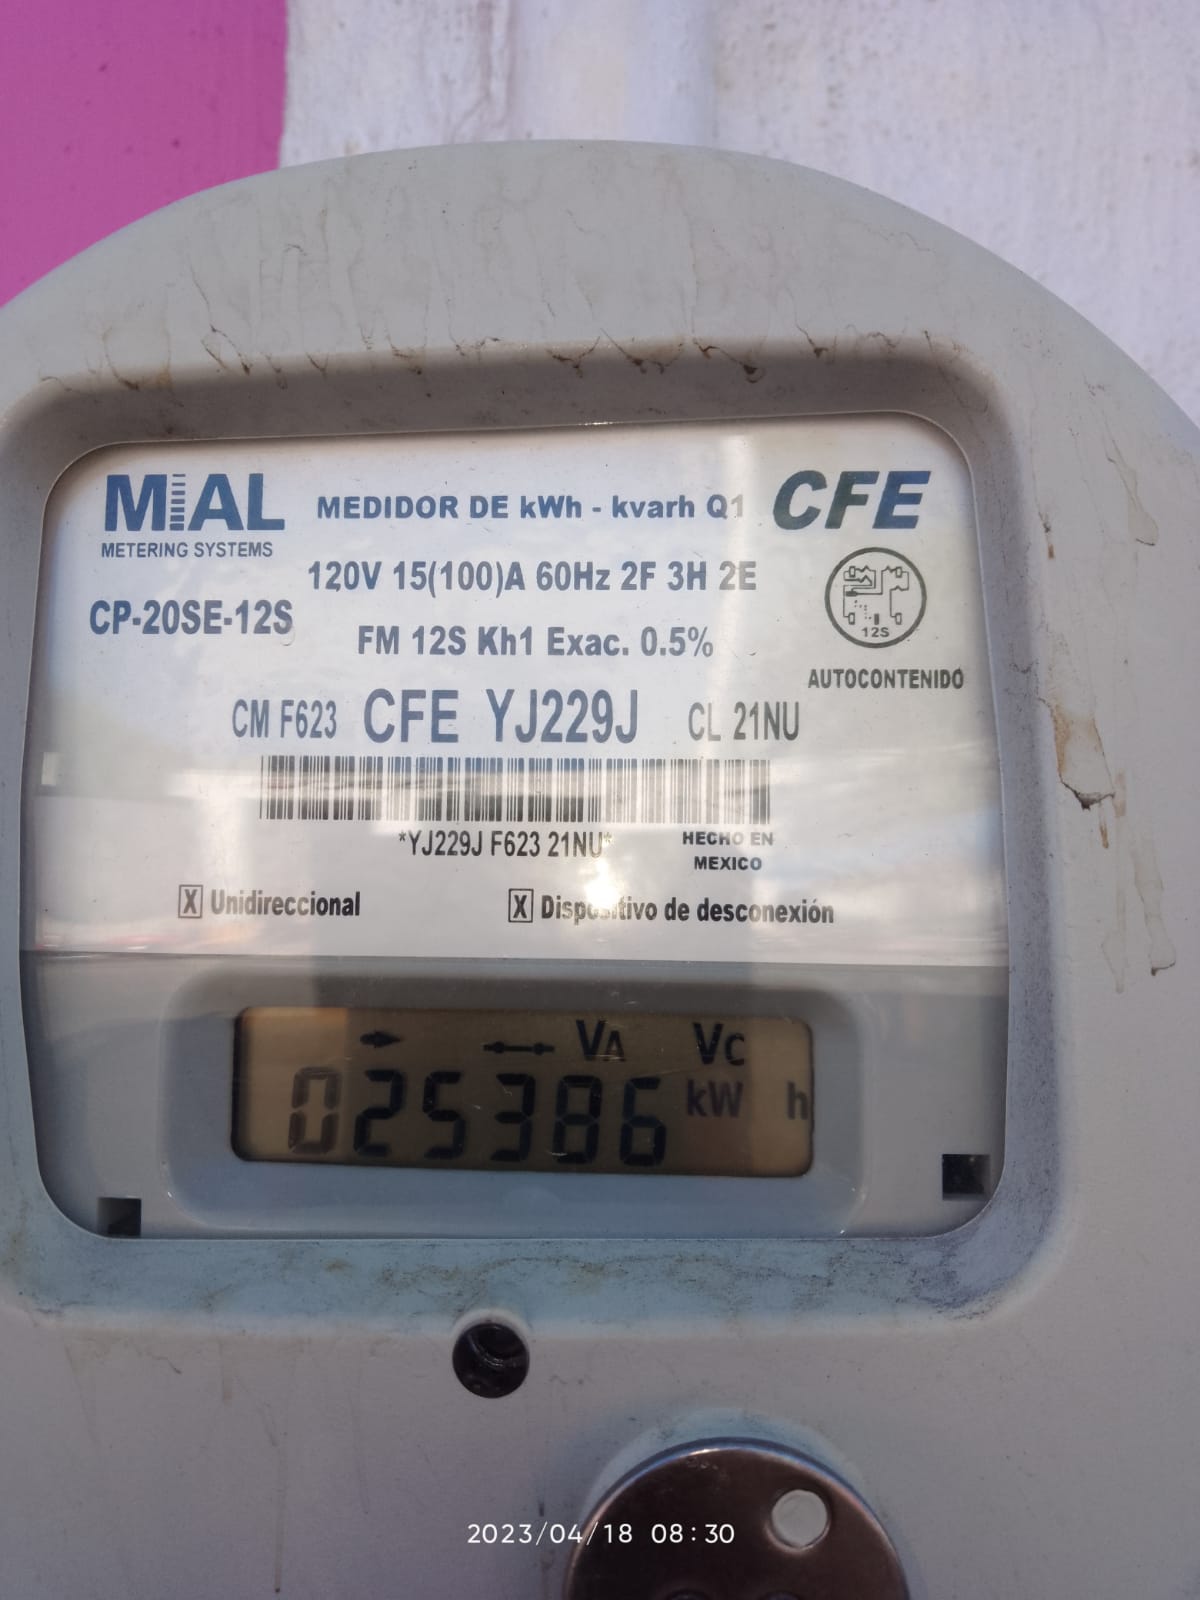 MIAL
METERING SYSTEMS
MEDIDOR DE kWh - kvarh Q1
CFE
120V 15(100)A 60Hz 2F 3H 2E
CP-20SE-12S
FM 12S Kh1 Exac. 0.5%
12S
AUTOCONTENIDO
CM F623 CFE YJ229J CL 21NU
*YJ229J F623 21NU*
HECHO EN
MEXICO
X Unidireccional
X Dispositivo de desconexión
VA VC
025386 kW h
2023/04/18 08:30